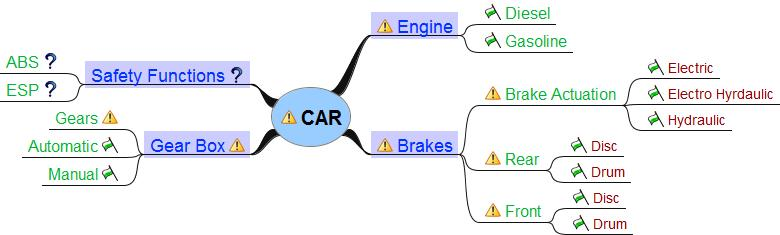 CAR
Engine
Diesel
Gasoline
Brakes
Brake Actuation
Electric
Electro Hyrdaulic
Hydraulic
Rear
Disc
Drum
Front
Disc
Drum
Safety Functions
ABS
ESP
Gear Box
Gears
Automatic
Manual